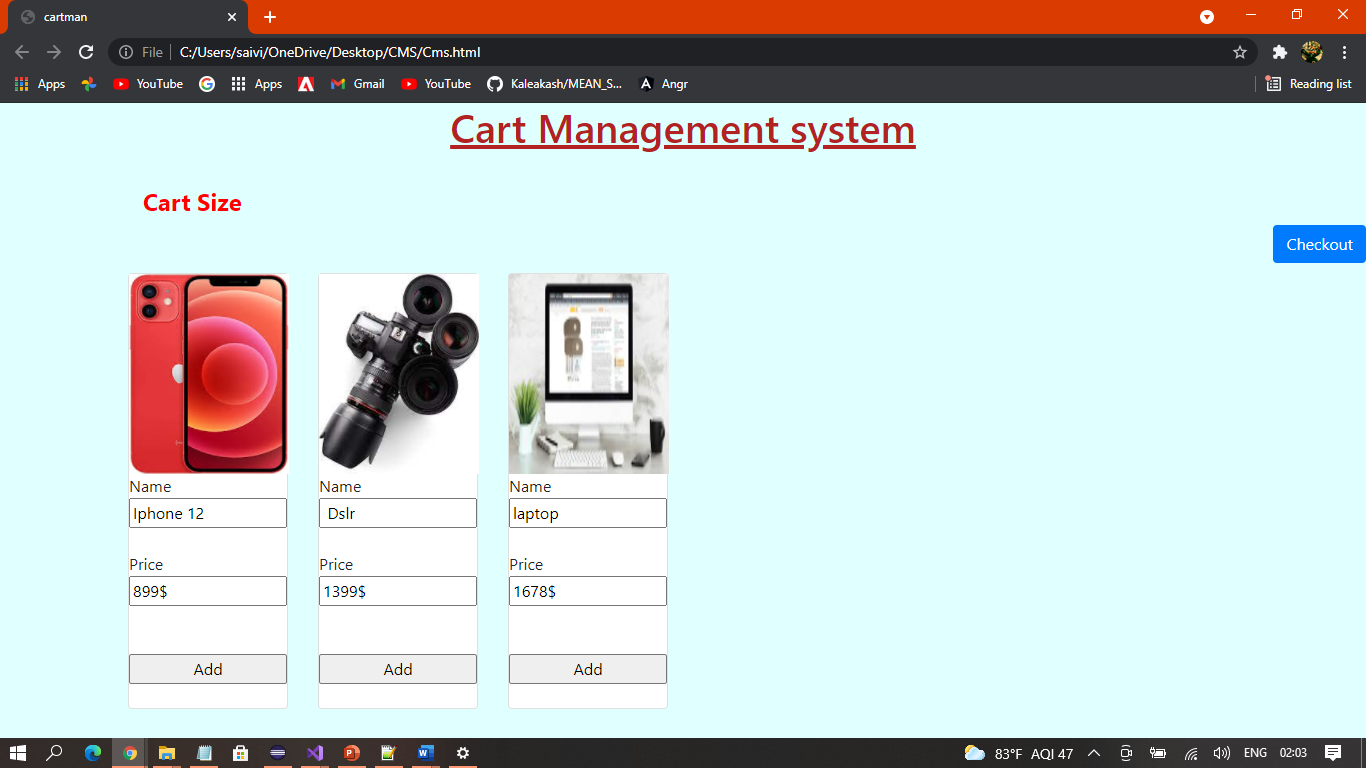 cartman
File C:/Users/saivi/OneDrive/Desktop/CMS/Cms.html
Apps YouTube Apps Gmail YouTube Kaleakash/MEAN_S... Angr Reading list
Cart Management system
Cart Size
Checkout
Name Name Name
Iphone 12 Dslr laptop
Price Price Price
899$ 1399$ 1678$
Add Add Add
83°F AQI 47 ENG 02:03